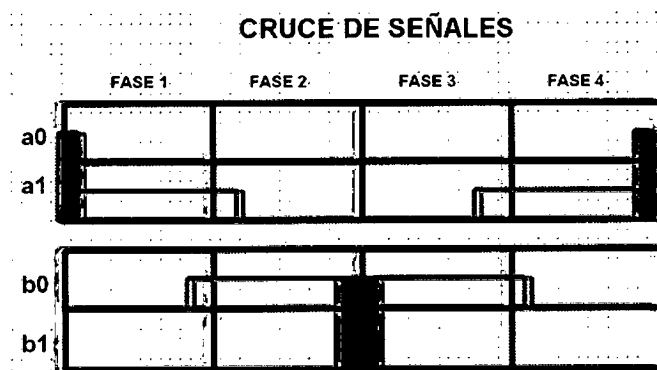 CRUCE DE SEÑALES
FASE 1 FASE 2 FASE 3 FASE 4
a0
a1
b0
b1